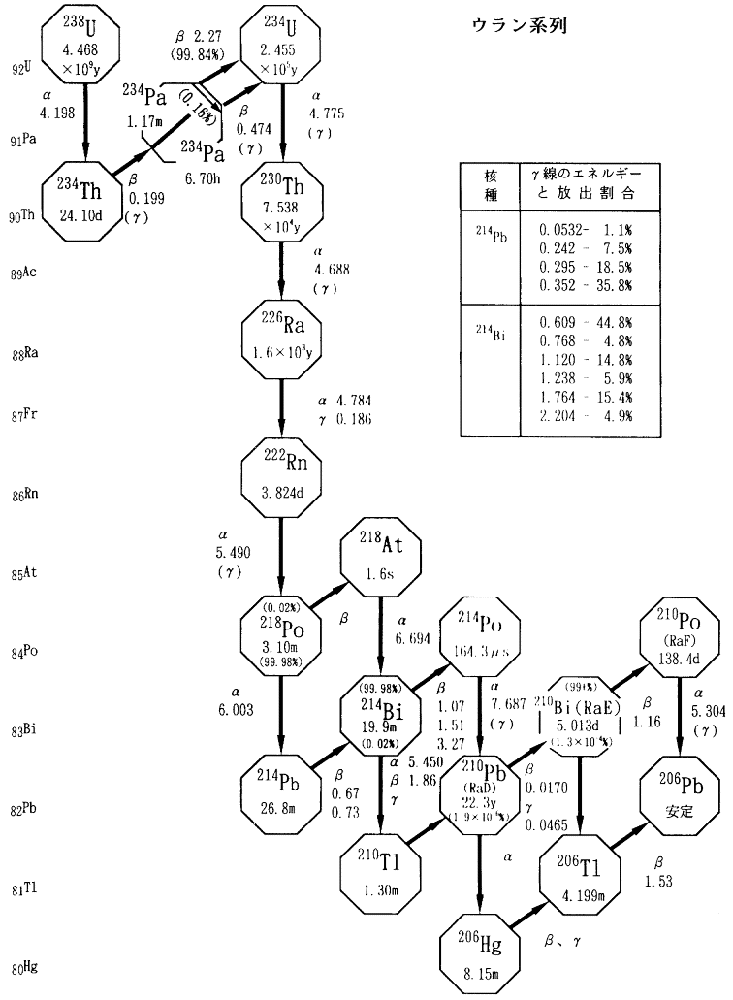 ウラン系列
²³⁸U
4.468
×10⁹y
β 2.27
(99.84%)
²³⁴U
2.455
×10⁵y
₉₂U
α
4.198
²³⁴Pa
1.17m
(0.16%)
²³⁴Pa
6.70h
β
0.474
(γ)
α
4.775
(γ)
₉₁Pa
²³⁴Th
24.10d
β
0.199
(γ)
²³⁰Th
7.538
×10⁴y
₉₀Th
核種
γ線のエネルギー
と放出割合
²¹⁴Pb
0.0532- 1.1%
0.242 - 7.5%
0.295 - 18.5%
0.352 - 35.8%
²¹⁴Bi
0.609 - 44.8%
0.768 - 4.8%
1.120 - 14.8%
1.238 - 5.9%
1.764 - 15.4%
2.204 - 4.9%
₈₉Ac
α
4.688
(γ)
²²⁶Ra
1.6×10³y
₈₈Ra
α 4.784
γ 0.186
₈₇Fr
²²²Rn
3.824d
₈₆Rn
α
5.490
(γ)
²¹⁸At
1.6s
₈₅At
(0.02%)
²¹⁸Po
3.10m
(99.98%)
β
α
6.694
²¹⁴Po
164.3μs
²¹⁰Po
(RaF)
138.4d
₈₄Po
α
6.003
(99.98%)
²¹⁴Bi
19.9m
(0.02%)
β
1.07
1.51
3.27
α
7.687
(γ)
²¹⁰Bi(RaE)
5.013d
β
1.16
α
5.304
(γ)
₈₃Bi
²¹⁴Pb
26.8m
β
0.67
0.73
α 5.450
β 1.86
γ
²¹⁰Pb
(RaD)
22.3y
β
0.0170
γ
0.0465
²⁰⁶Pb
安定
₈₂Pb
²¹⁰Tl
1.30m
α
²⁰⁶Tl
4.199m
β
1.53
₈₁Tl
²⁰⁶Hg
8.15m
β、γ
₈₀Hg